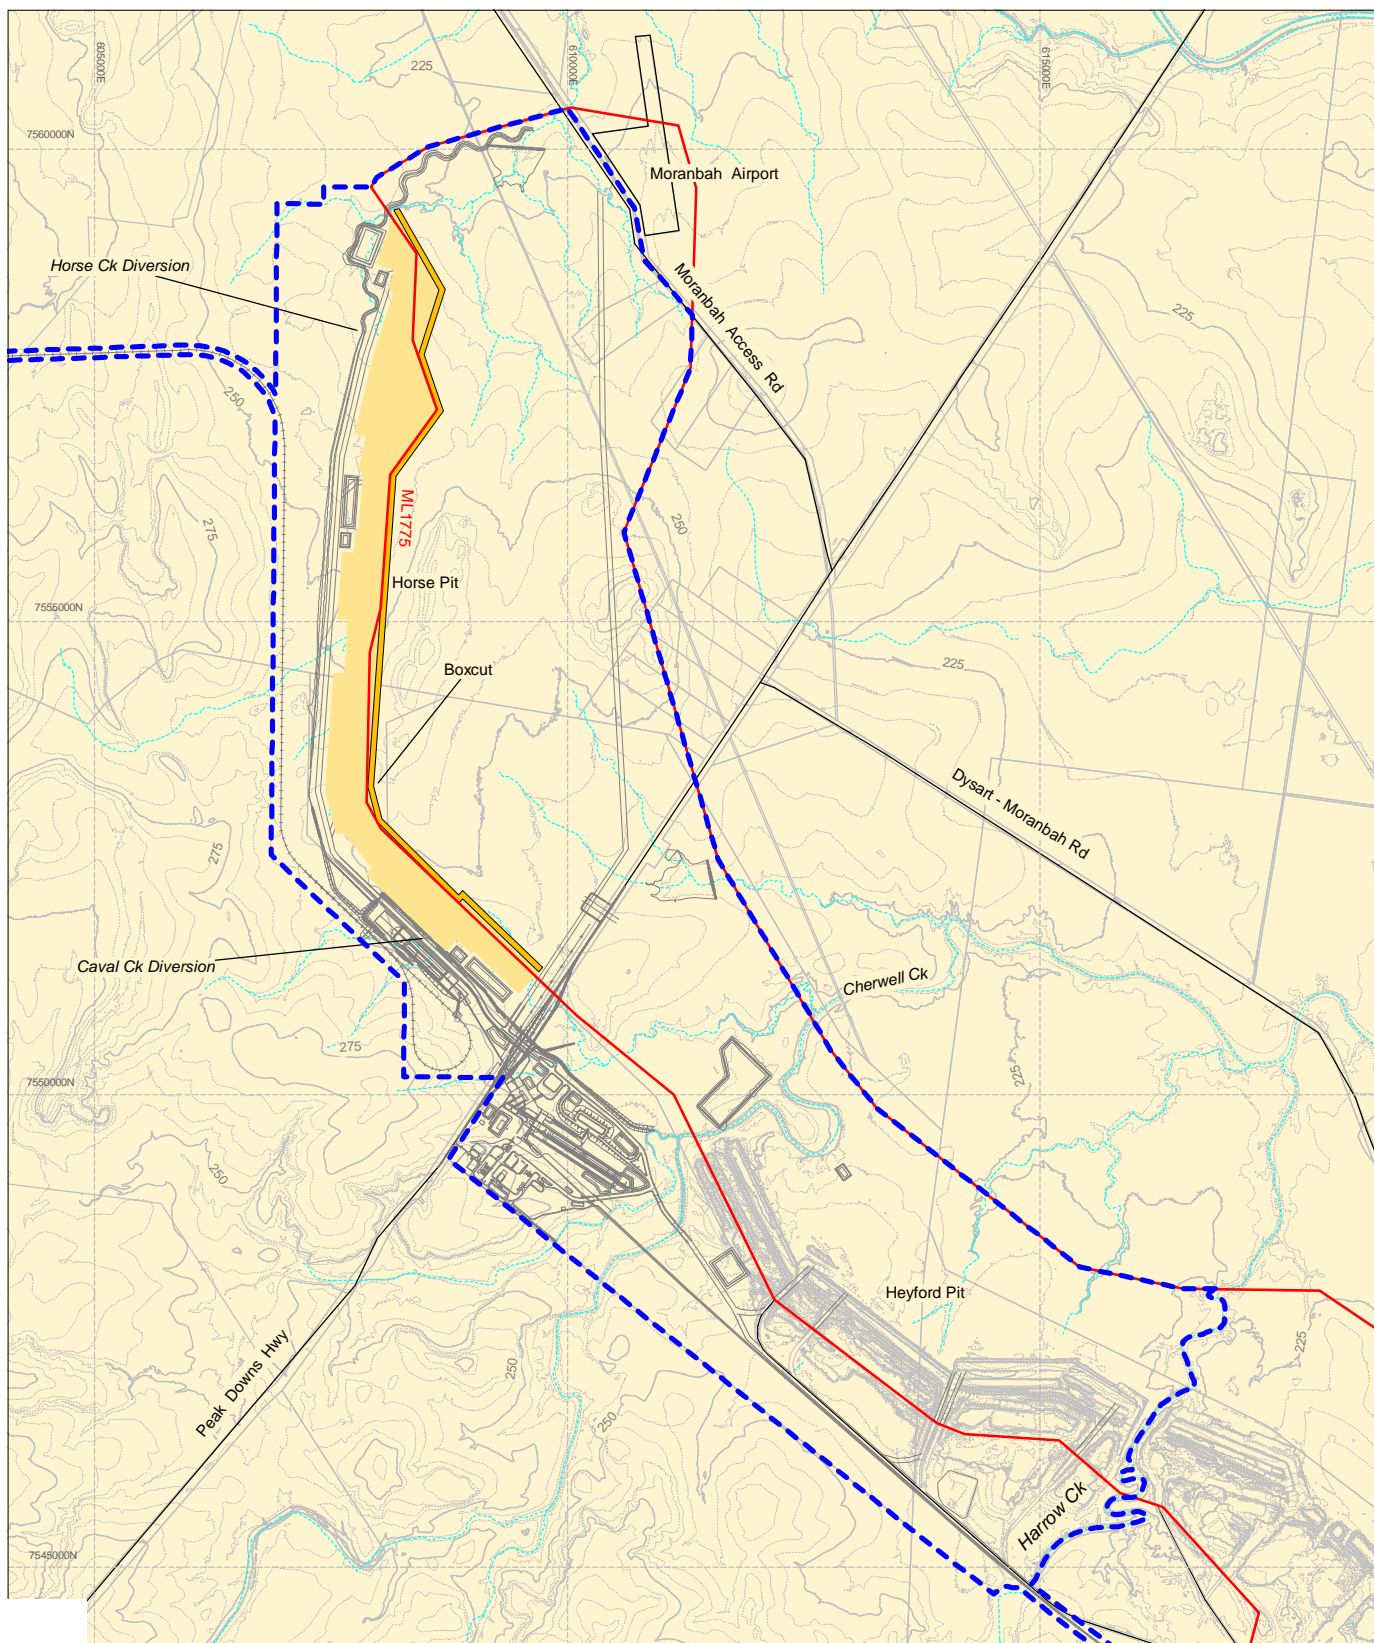 605000E
610000E
615000E
225
7560000N
Moranbah Airport
Horse Ck Diversion
Moranbah Access Rd
225
250
ML1775
275
250
Horse Pit
7555000N
225
Boxcut
Dysart - Moranbah Rd
275
Caval Ck Diversion
Cherwell Ck
275
225
7550000N
250
Heyford Pit
Peak Downs Hwy
225
250
250
Harrow Ck
7545000N